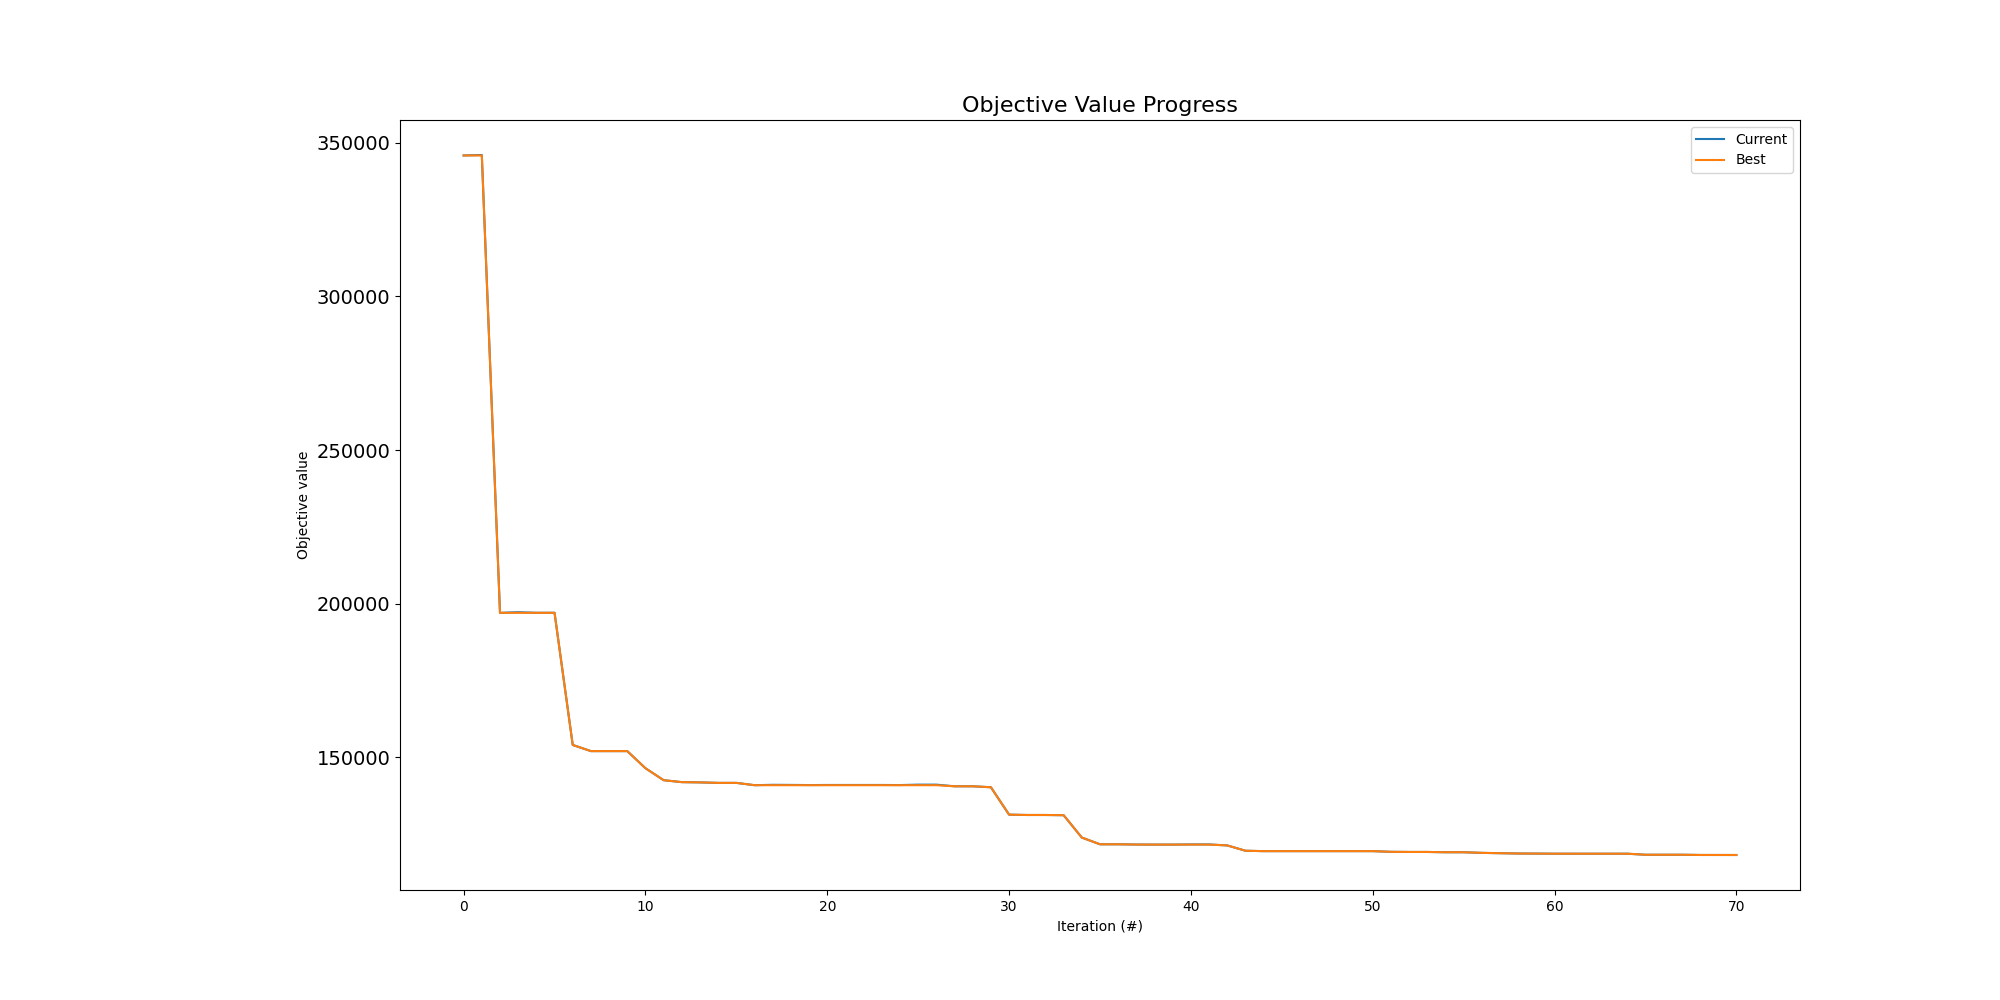 Objective Value Progress
Current
Best
350000
300000
250000
200000
150000
Objective value
0 10 20 30 40 50 60 70
Iteration (#)